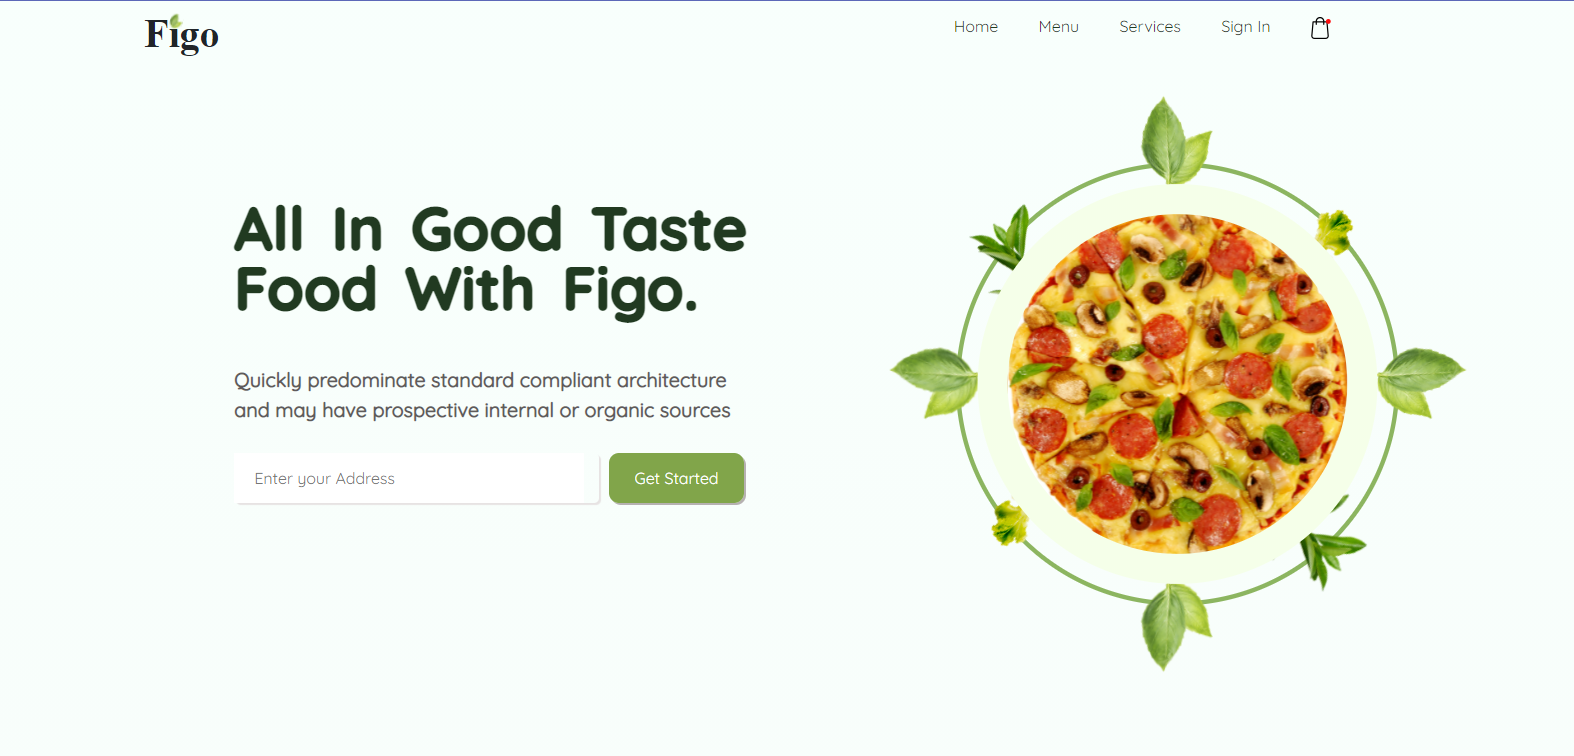 Figo
Home Menu Services Sign In
All In Good Taste
Food With Figo.
Quickly predominate standard compliant architecture
and may have prospective internal or organic sources
Enter your Address
Get Started